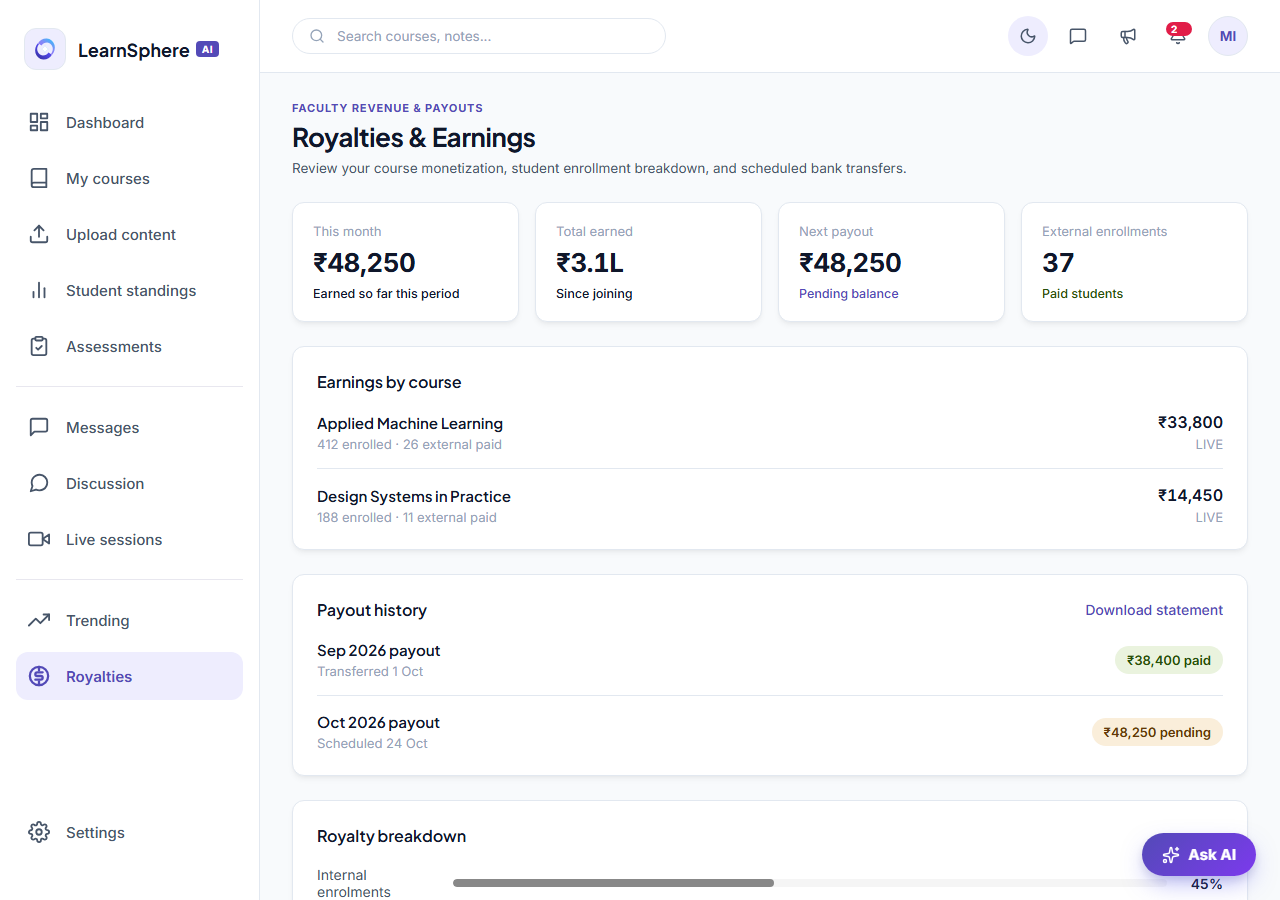 LearnSphere AI
Search courses, notes...
2
MI
Dashboard
My courses
Upload content
Student standings
Assessments
Messages
Discussion
Live sessions
Trending
Royalties
Settings
FACULTY REVENUE & PAYOUTS
Royalties & Earnings
Review your course monetization, student enrollment breakdown, and scheduled bank transfers.
This month
₹48,250
Earned so far this period
Total earned
₹3.1L
Since joining
Next payout
₹48,250
Pending balance
External enrollments
37
Paid students
Earnings by course
Applied Machine Learning
412 enrolled · 26 external paid
₹33,800
LIVE
Design Systems in Practice
188 enrolled · 11 external paid
₹14,450
LIVE
Payout history
Download statement
Sep 2026 payout
Transferred 1 Oct
₹38,400 paid
Oct 2026 payout
Scheduled 24 Oct
₹48,250 pending
Royalty breakdown
Internal
enrolments
45%
Ask AI